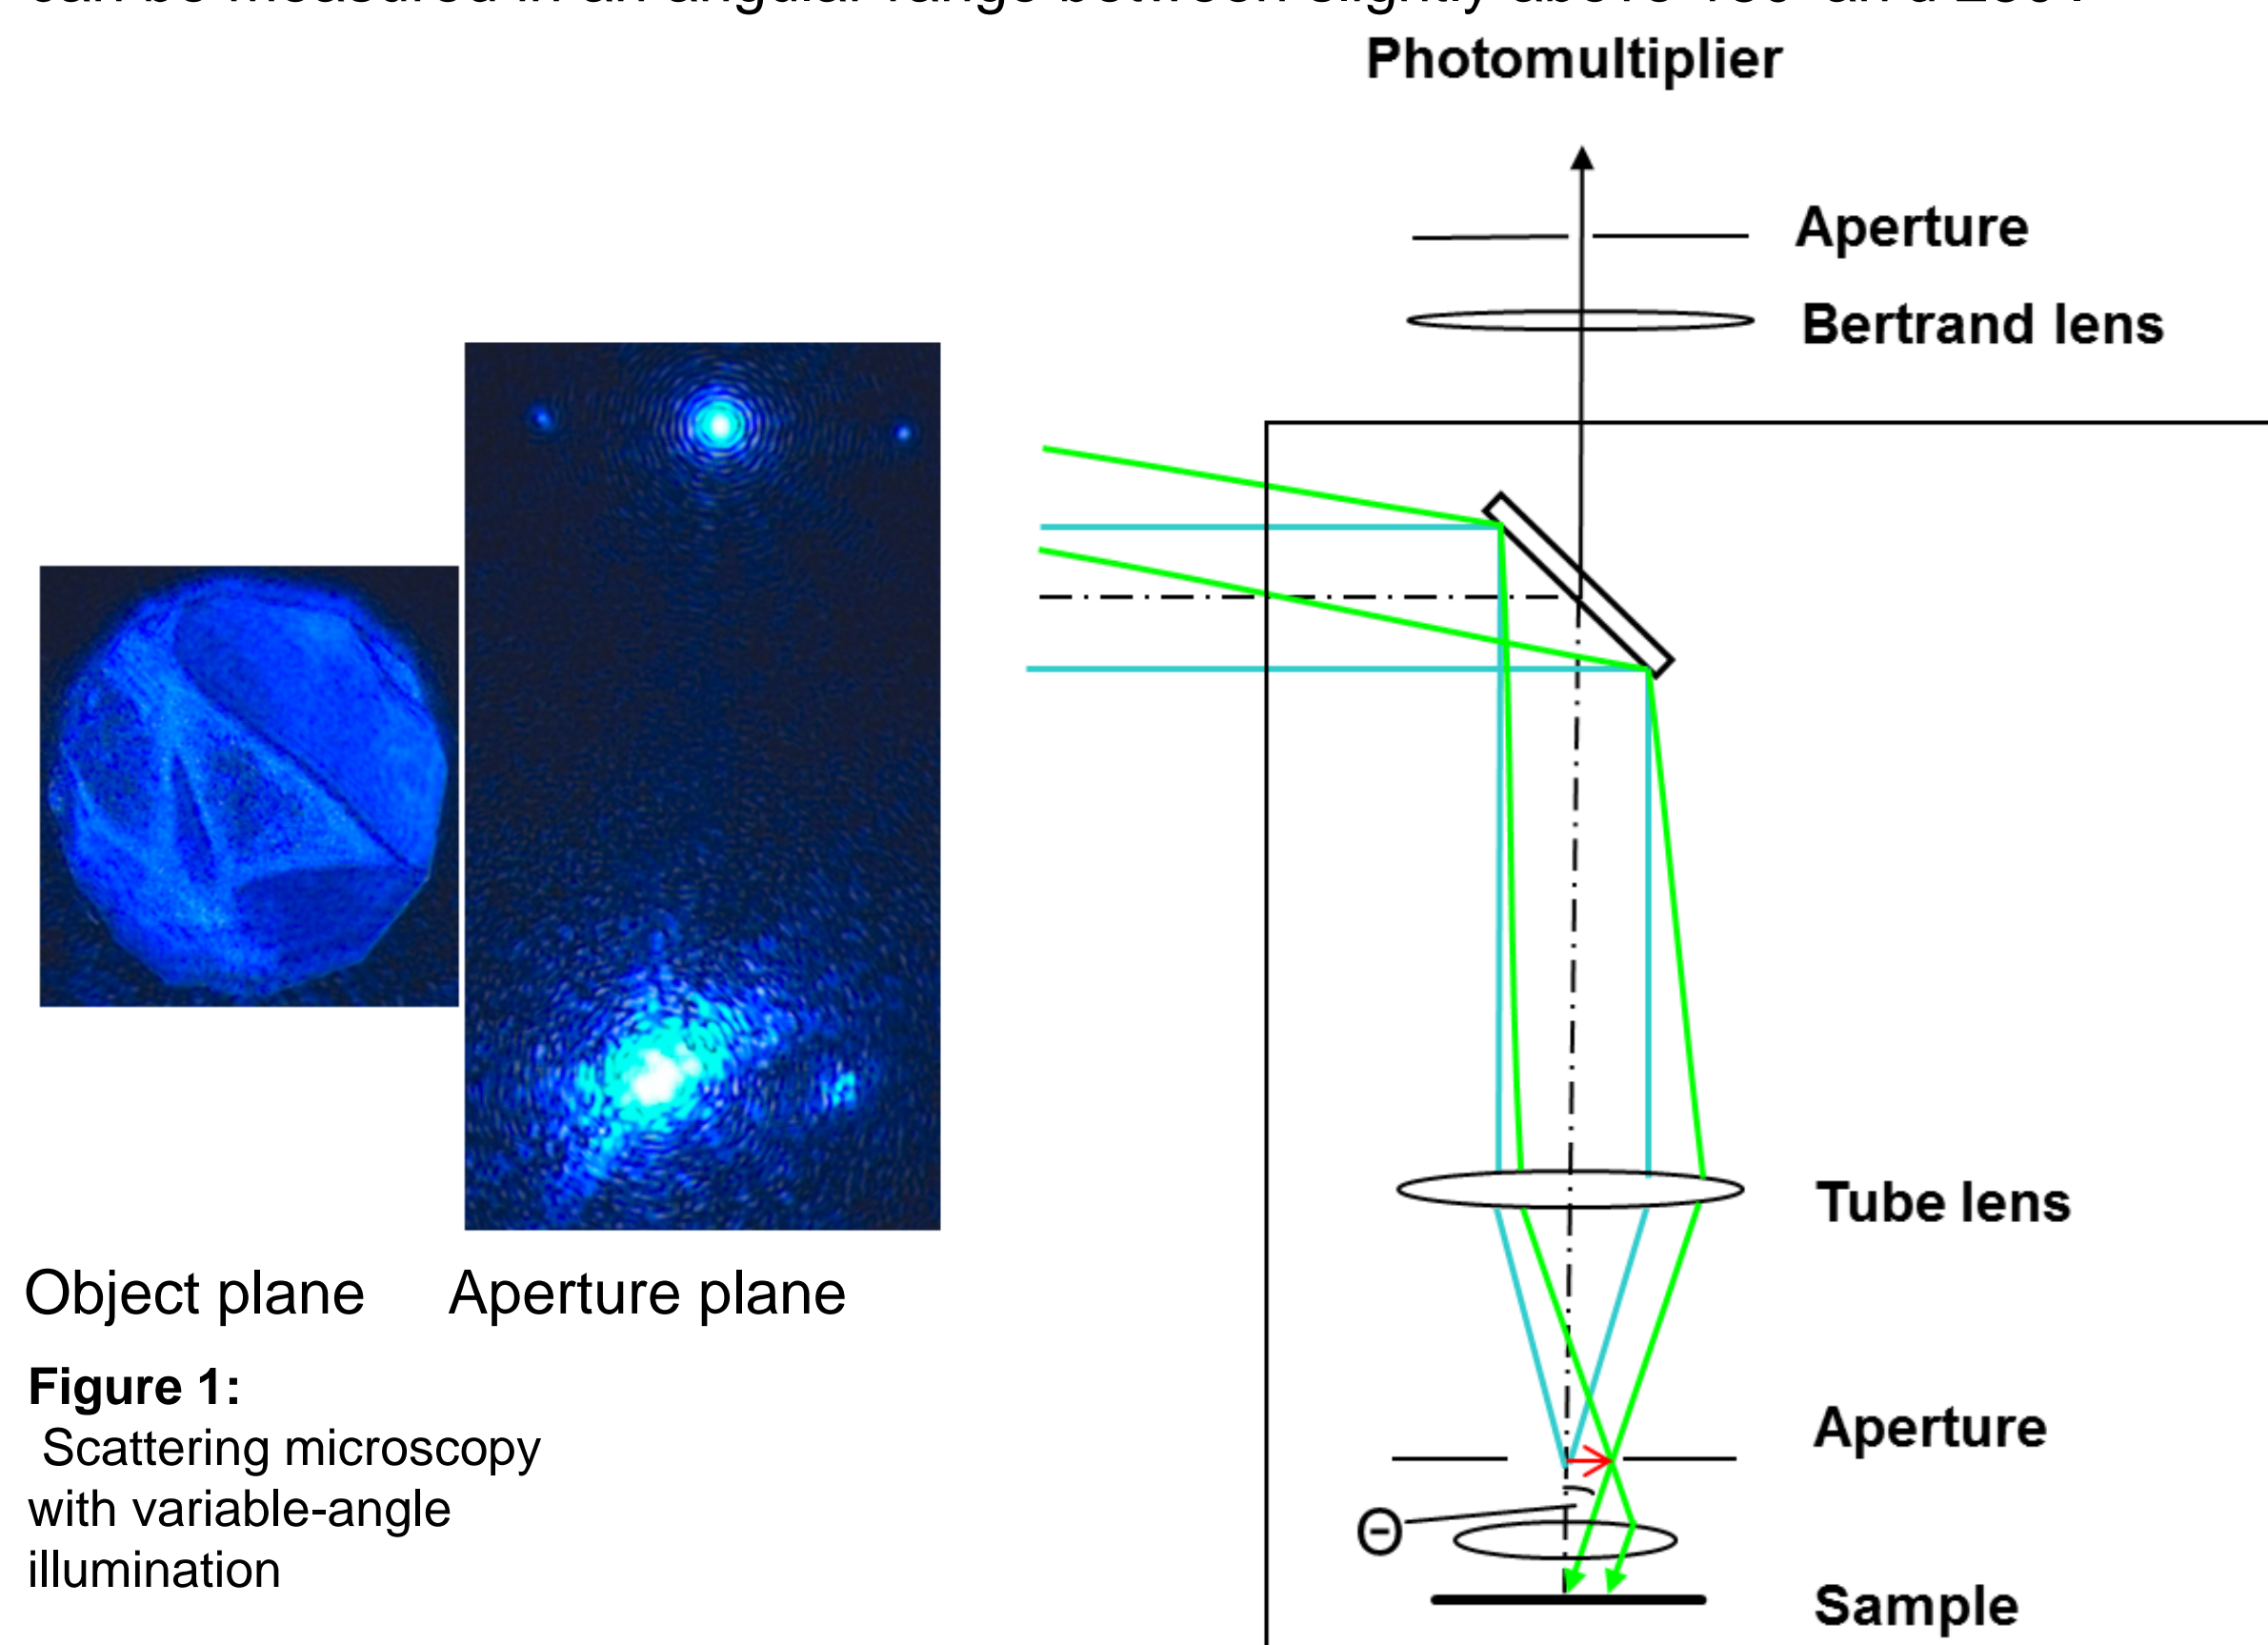 Photomultiplier
Aperture
Bertrand lens
Tube lens
Aperture
Θ
Sample
Object plane Aperture plane
Figure 1:
Scattering microscopy
with variable-angle
illumination